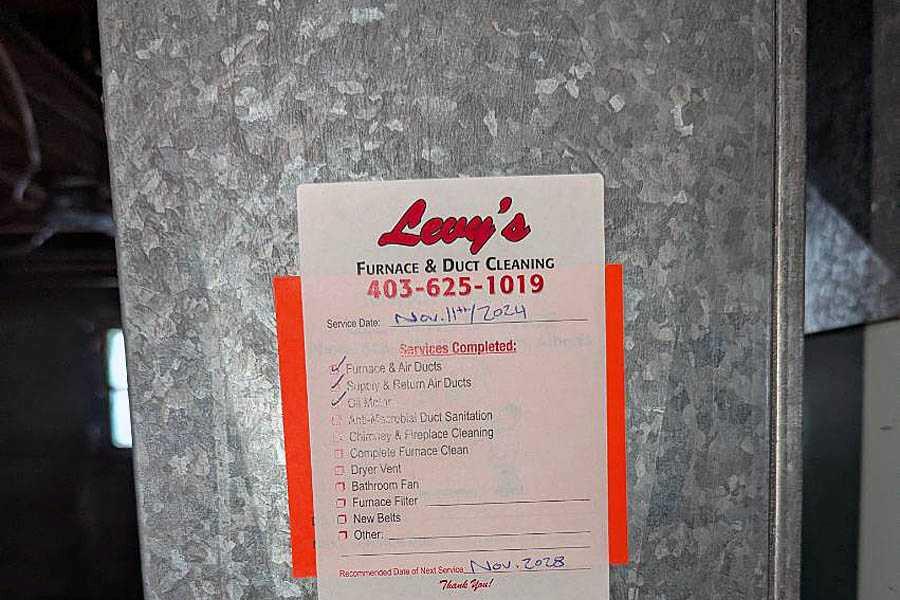 Levy's
FURNACE & DUCT CLEANING
403-625-1019
Service Date: Nov. 11th/2024
Services Completed:
Furnace & Air Ducts
Supply & Return Air Ducts
Oil Motor
Anti-Microbial Duct Sanitation
Chimney & Fireplace Cleaning
Complete Furnace Clean
Dryer Vent
Bathroom Fan
Furnace Filter
New Belts
Other:
Recommended Date of Next Service Nov. 2028
Thank You!